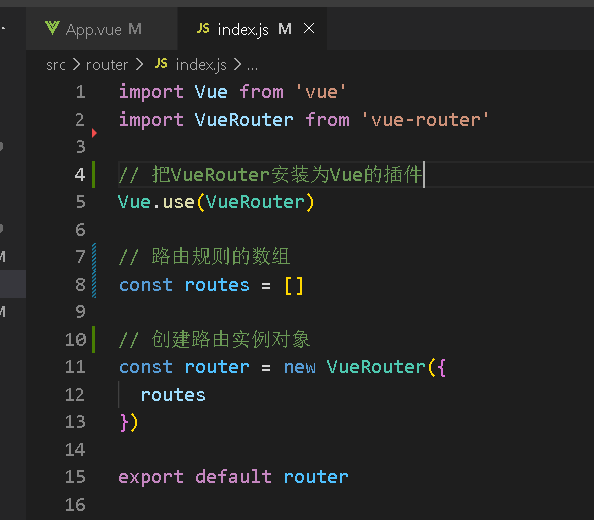 App.vue M JS index.js M ×
src > router > JS index.js > ...
1 import Vue from 'vue'
2 import VueRouter from 'vue-router'
3
4 // 把VueRouter安装为Vue的插件
5 Vue.use(VueRouter)
6
7 // 路由规则的数组
8 const routes = []
9
10 // 创建路由实例对象
11 const router = new VueRouter({
12   routes
13 })
14
15 export default router
16